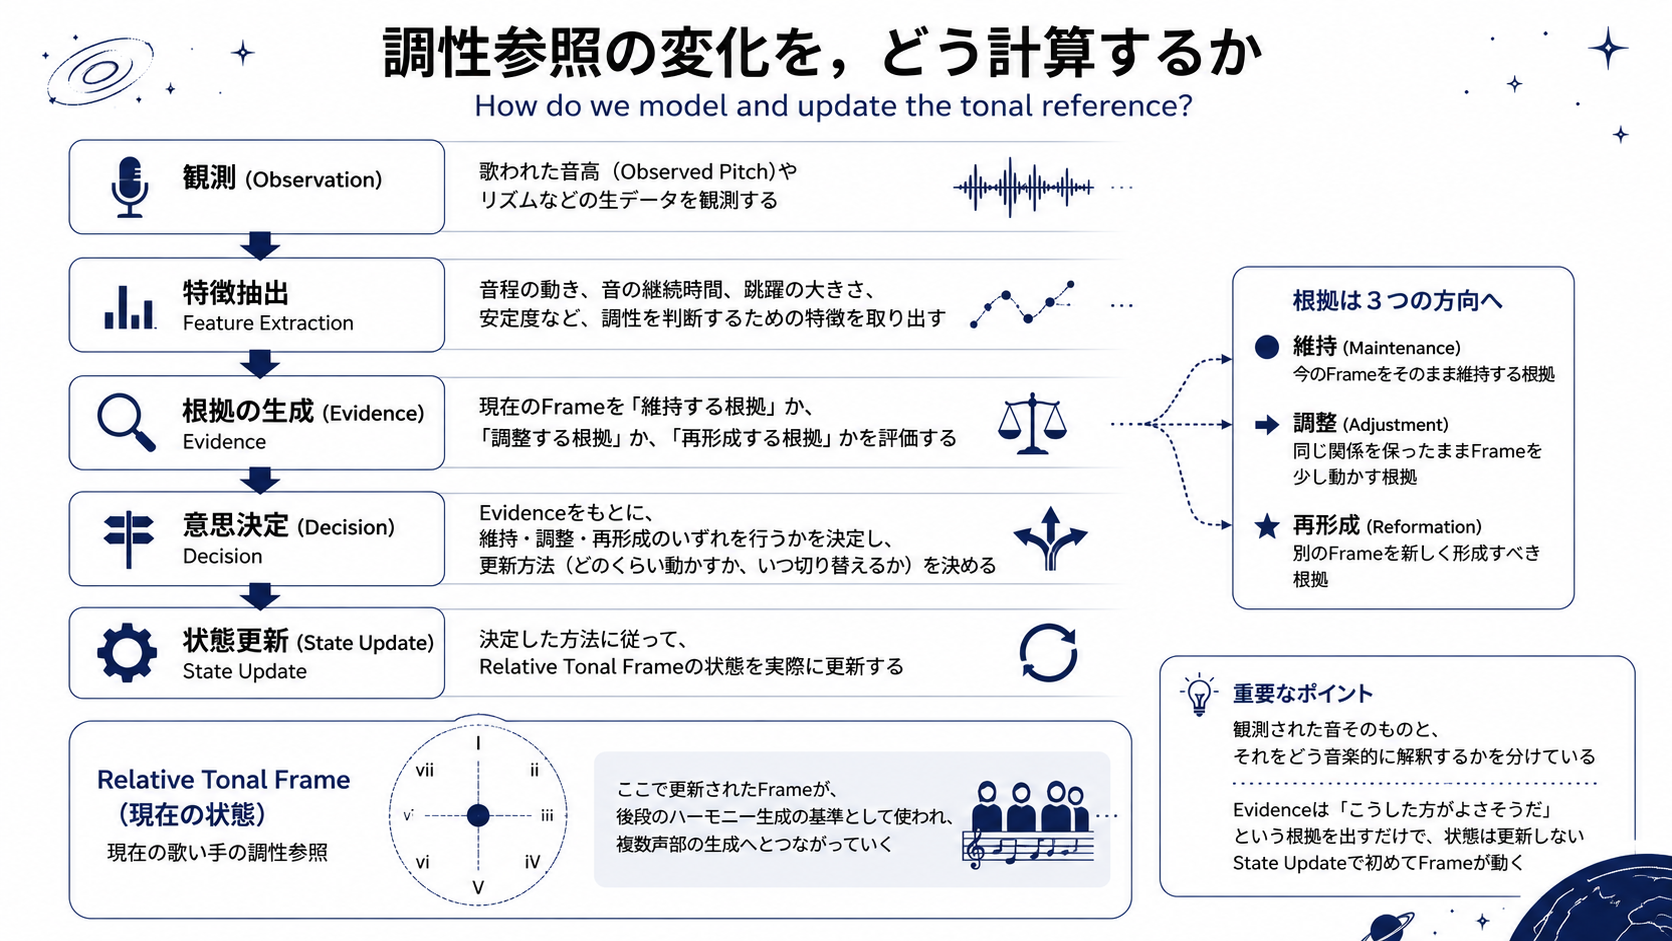 調性参照の変化を，どう計算するか
How do we model and update the tonal reference?
観測 (Observation)
歌われた音高（Observed Pitch）や
リズムなどの生データを観測する
特徴抽出
Feature Extraction
音程の動き、音の継続時間、跳躍の大きさ、
安定度など、調性を判断するための特徴を取り出す
根拠の生成 (Evidence)
Evidence
現在のFrameを「維持する根拠」か、
「調整する根拠」か、「再形成する根拠」かを評価する
意思決定 (Decision)
Decision
Evidenceをもとに、
維持・調整・再形成のいずれを行うかを決定し、
更新方法（どのくらい動かすか、いつ切り替えるか）を決める
状態更新 (State Update)
State Update
決定した方法に従って、
Relative Tonal Frameの状態を実際に更新する
根拠は３つの方向へ
維持 (Maintenance)
今のFrameをそのまま維持する根拠
調整 (Adjustment)
同じ関係を保ったままFrameを
少し動かす根拠
再形成 (Reformation)
別のFrameを新しく形成すべき
根拠
Relative Tonal Frame
（現在の状態）
現在の歌い手の調性参照
I
vii
ii
iii
vi
iV
V
ここで更新されたFrameが、
後段のハーモニー生成の基準として使われ、
複数声部の生成へとつながっていく
重要なポイント
観測された音そのものと、
それをどう音楽的に解釈するかを分けている
Evidenceは「こうした方がよさそうだ」
という根拠を出すだけで、状態は更新しない
State Updateで初めてFrameが動く